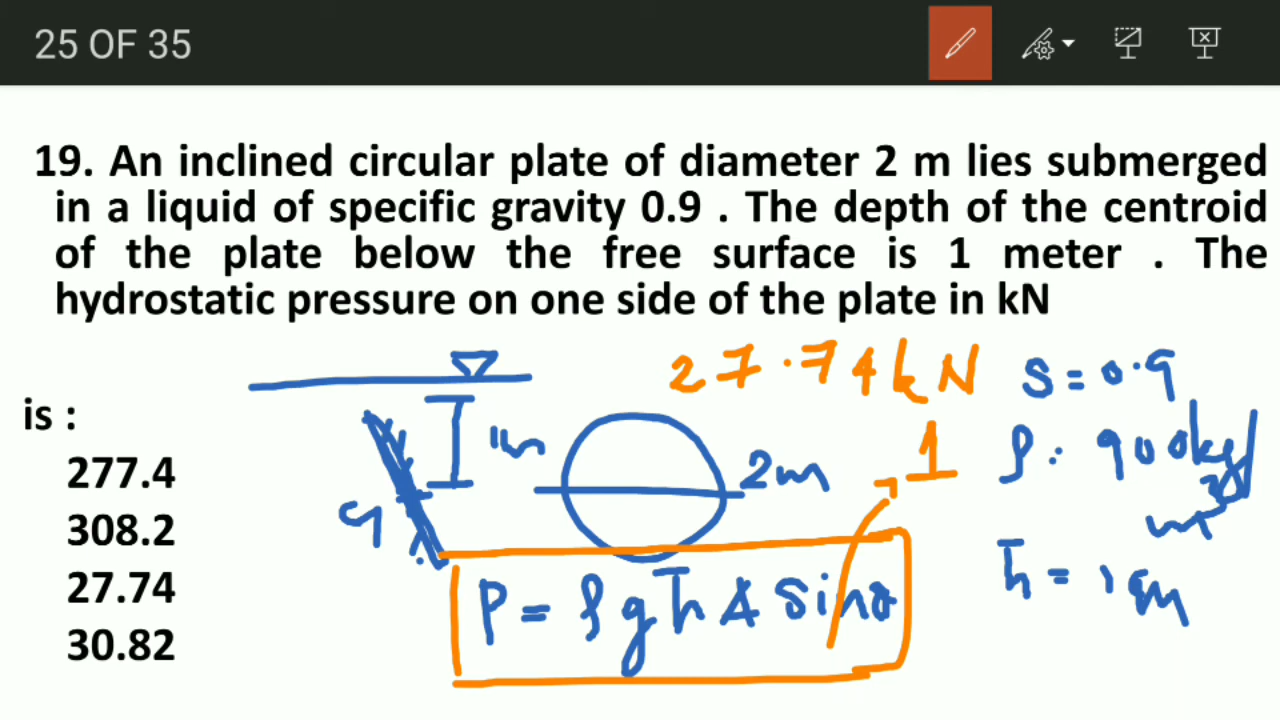 25 OF 35
19. An inclined circular plate of diameter 2 m lies submerged
in a liquid of specific gravity 0.9 . The depth of the centroid
of the plate below the free surface is 1 meter . The
hydrostatic pressure on one side of the plate in kN
27.74 kN
S = 0.9
is :
1m
1
ρ: 900kg/m³
277.4
2m
308.2
G
27.74
P = ρ g h̄ A sinθ
h̄ = 1m
30.82